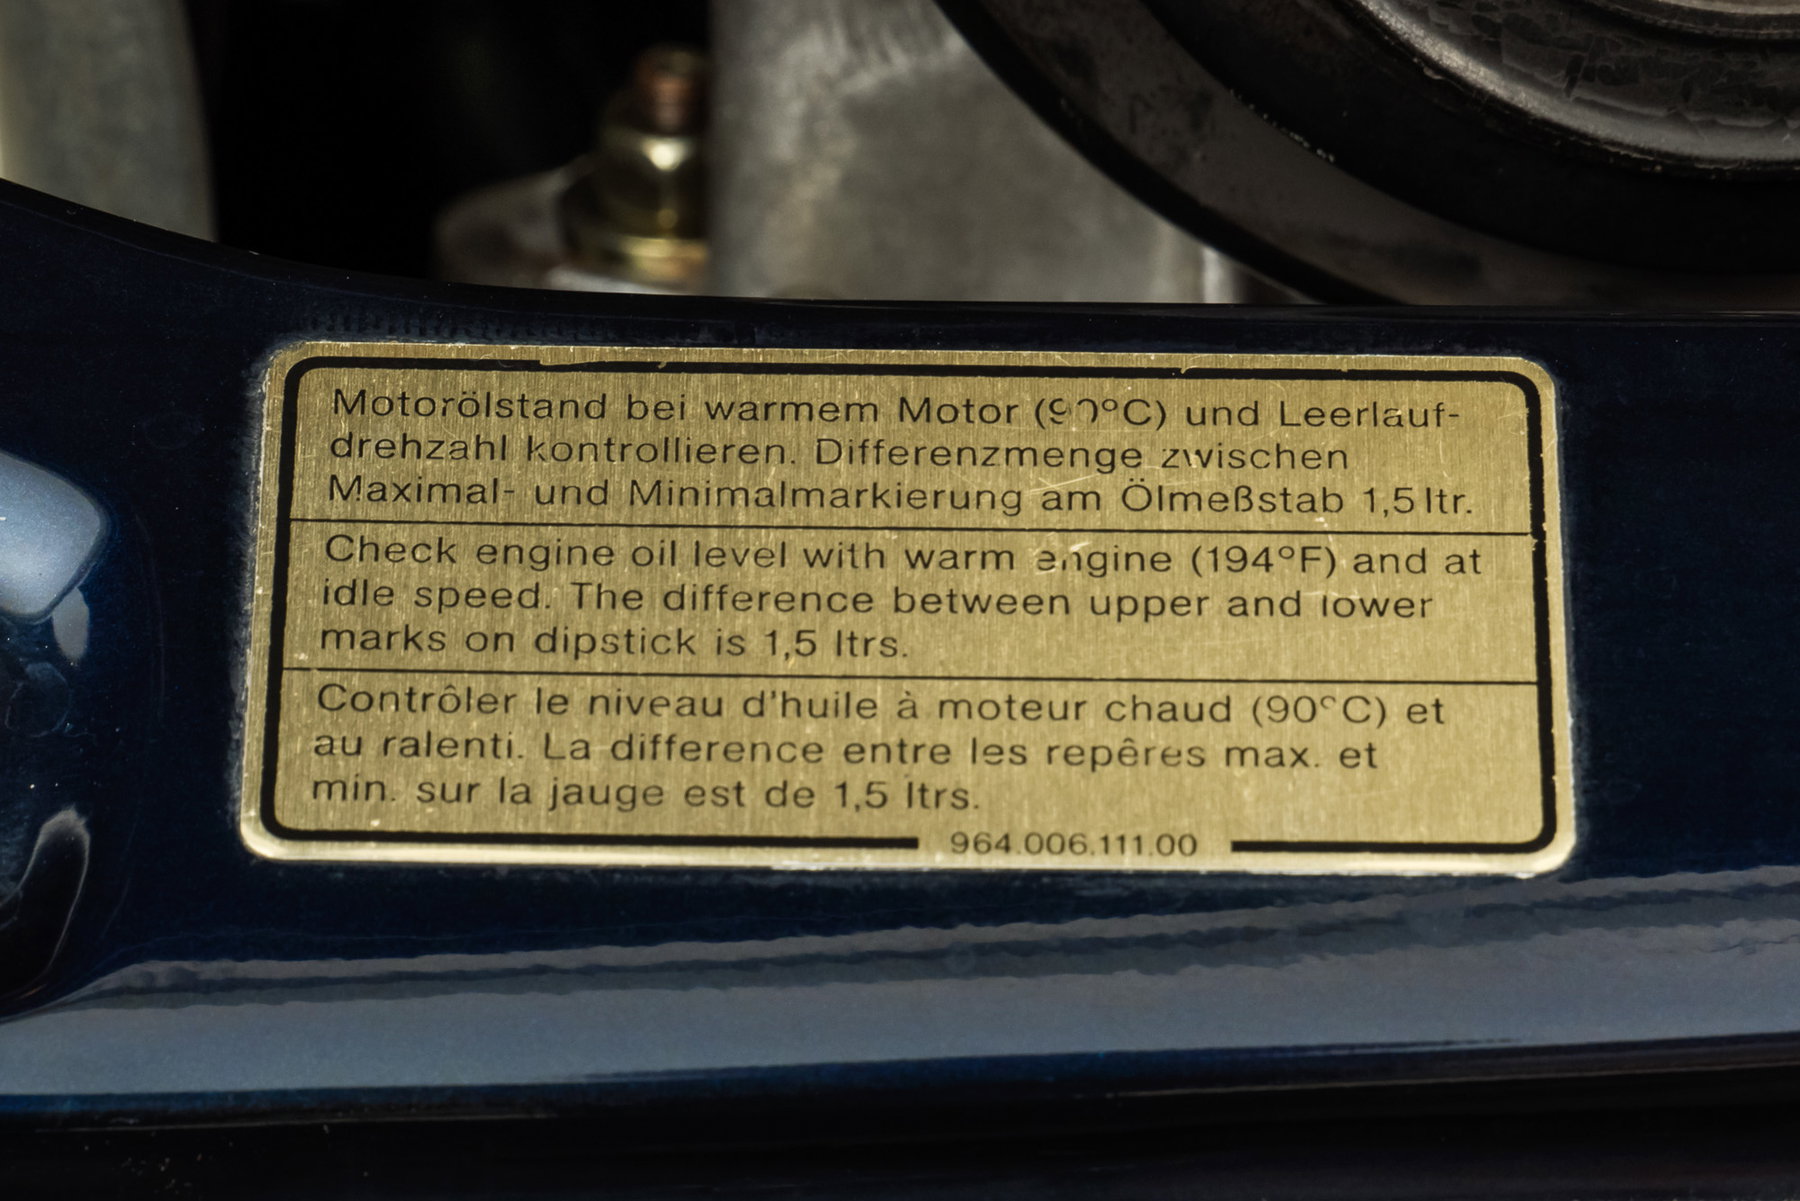 Motorölstand bei warmem Motor (90°C) und Leerlauf-
drehzahl kontrollieren. Differenzmenge zwischen
Maximal- und Minimalmarkierung am Ölmeßstab 1,5 ltr.
Check engine oil level with warm engine (194°F) and at
idle speed. The difference between upper and lower
marks on dipstick is 1,5 ltrs.
Contrôler le niveau d'huile à moteur chaud (90°C) et
au ralenti. La difference entre les repêres max. et
min. sur la jauge est de 1,5 ltrs.
964.006.111.00